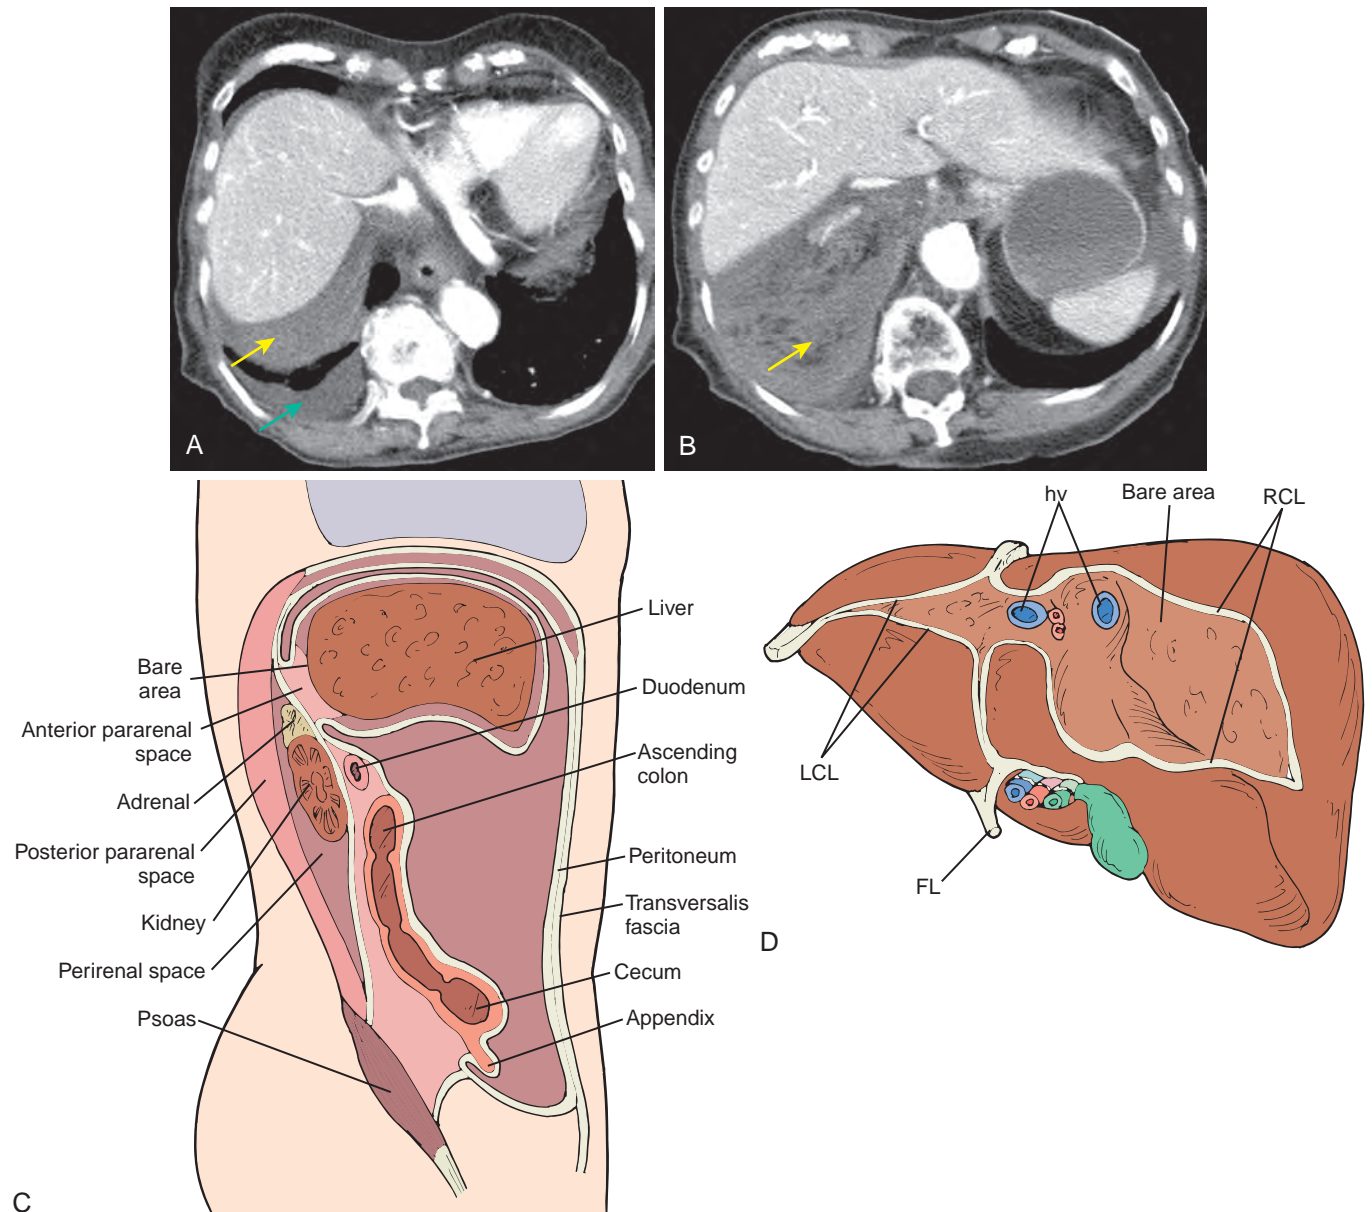 A
B
Bare
area
Anterior pararenal
space
Adrenal
Posterior pararenal
space
Kidney
Perirenal space
Psoas
Liver
Duodenum
Ascending
colon
Peritoneum
Transversalis
fascia
Cecum
Appendix
C
hv
Bare area
RCL
LCL
FL
D